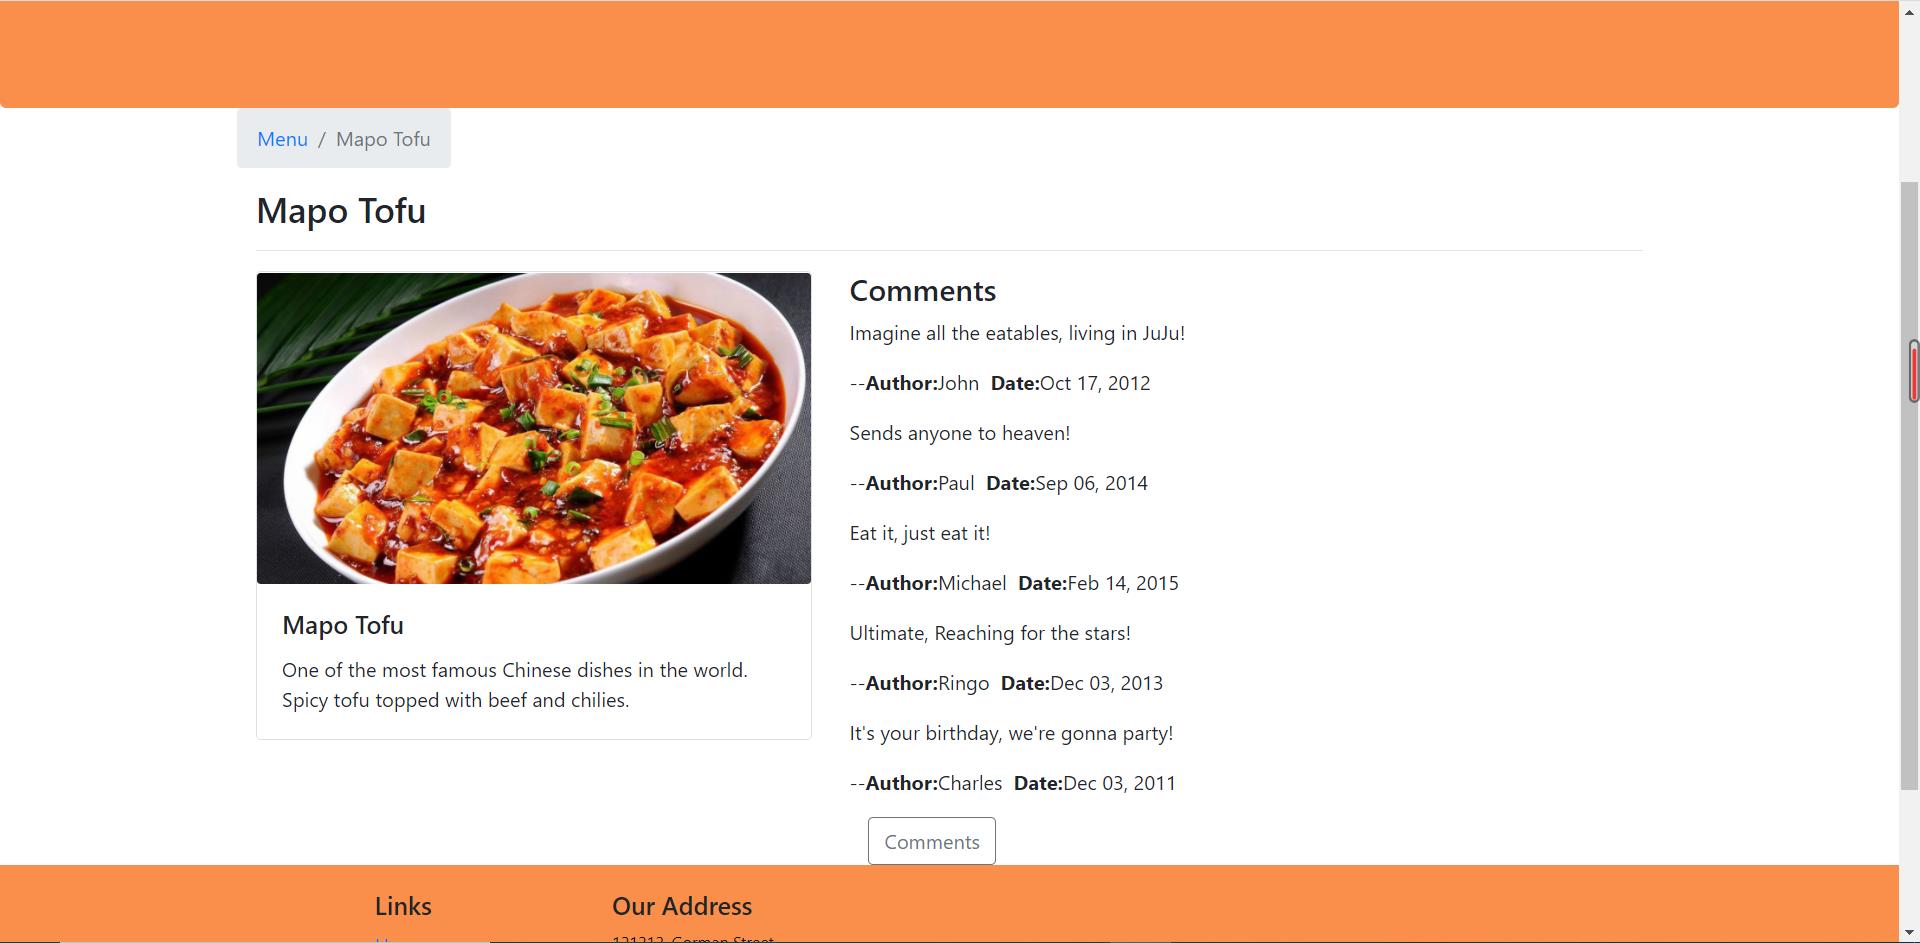 Menu / Mapo Tofu
Mapo Tofu
Mapo Tofu
One of the most famous Chinese dishes in the world.
Spicy tofu topped with beef and chilies.
Comments
Imagine all the eatables, living in JuJu!
--Author:John Date:Oct 17, 2012
Sends anyone to heaven!
--Author:Paul Date:Sep 06, 2014
Eat it, just eat it!
--Author:Michael Date:Feb 14, 2015
Ultimate, Reaching for the stars!
--Author:Ringo Date:Dec 03, 2013
It's your birthday, we're gonna party!
--Author:Charles Date:Dec 03, 2011
Comments
Links
Our Address